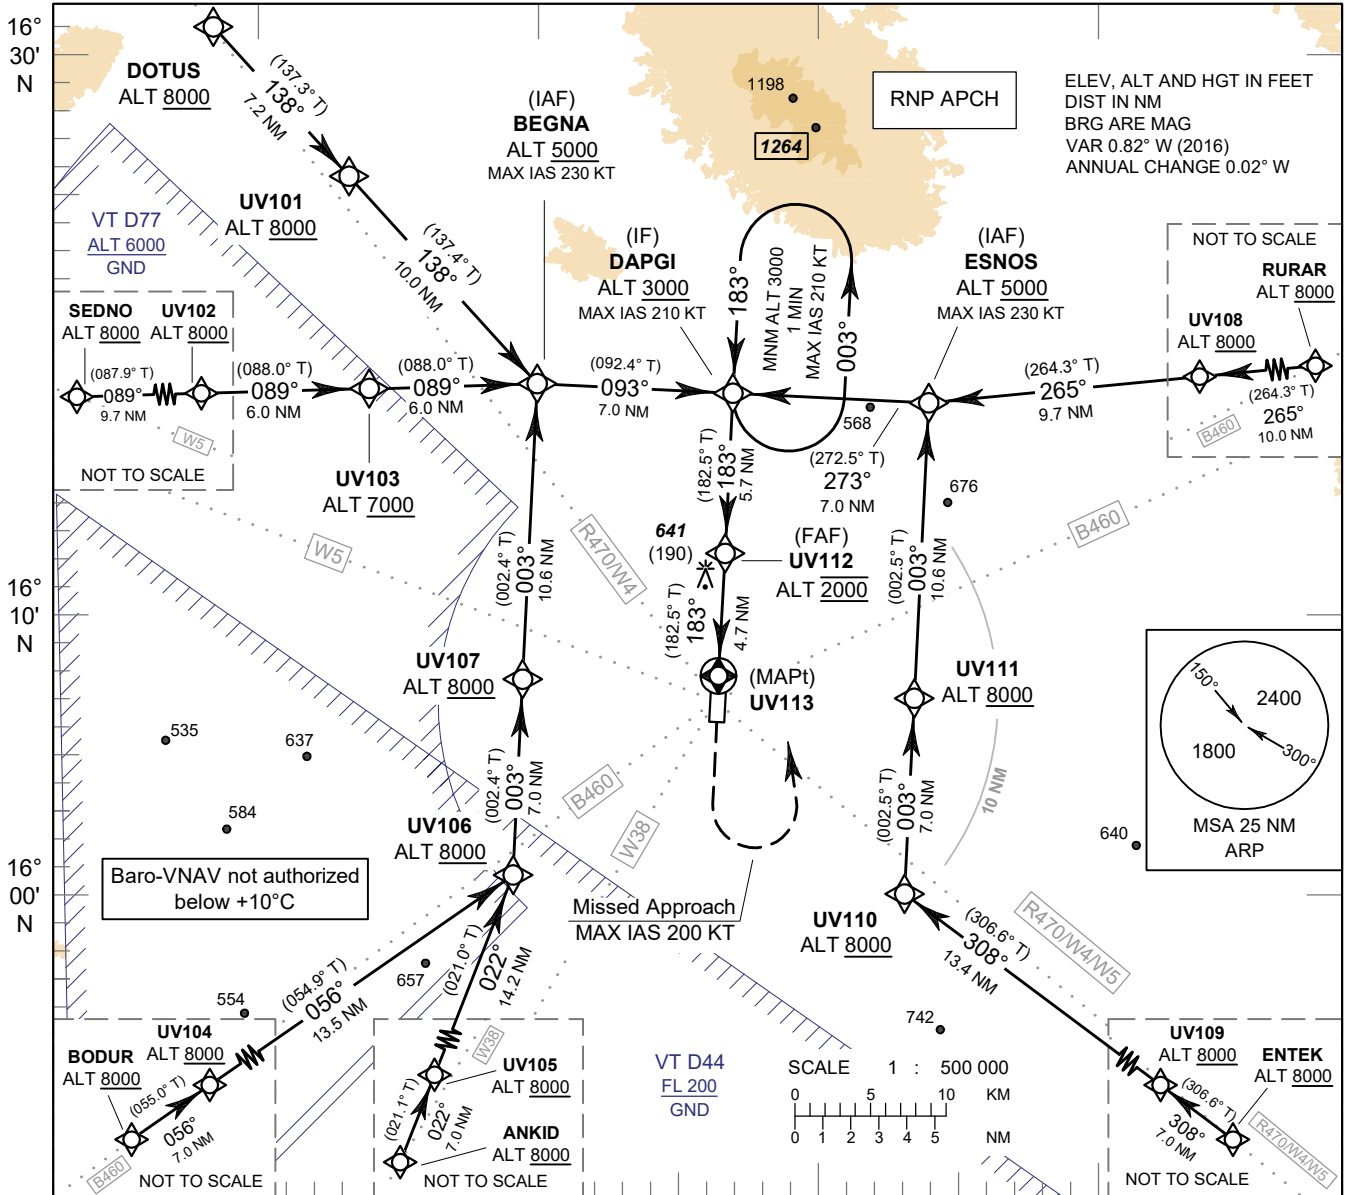 16°
30'
N
DOTUS
ALT 8000
(137.3° T)
138°
7.2 NM
(IAF)
BEGNA
ALT 5000
MAX IAS 230 KT
1198
1264
RNP APCH
ELEV, ALT AND HGT IN FEET
DIST IN NM
BRG ARE MAG
VAR 0.82° W (2016)
ANNUAL CHANGE 0.02° W
VT D77
ALT 6000
GND
UV101
ALT 8000
(137.4° T)
138°
10.0 NM
(IF)
DAPGI
ALT 3000
MAX IAS 210 KT
183°
MNM ALT 3000
1 MIN
MAX IAS 210 KT
003°
(IAF)
ESNOS
ALT 5000
MAX IAS 230 KT
NOT TO SCALE
RURAR
ALT 8000
UV108
ALT 8000
SEDNO
ALT 8000
UV102
ALT 8000
(087.9° T)
089°
9.7 NM
(088.0° T)
089°
6.0 NM
(088.0° T)
089°
6.0 NM
(092.4° T)
093°
7.0 NM
568
(272.5° T)
273°
7.0 NM
(264.3° T)
265°
9.7 NM
(264.3° T)
265°
10.0 NM
W5
B460
NOT TO SCALE
UV103
ALT 7000
(182.5° T)
183°
5.7 NM
676
W5
R470/W4
B460
641
(190)
(FAF)
UV112
ALT 2000
(002.4° T)
003°
10.6 NM
(002.5° T)
003°
10.6 NM
16°
10'
N
(182.5° T)
183°
4.7 NM
UV107
ALT 8000
(MAPt)
UV113
UV111
ALT 8000
150°
2400
1800
300°
MSA 25 NM
ARP
535
637
584
(002.4° T)
003°
7.0 NM
B460
W38
(002.5° T)
003°
7.0 NM
10 NM
640
UV106
ALT 8000
16°
00'
N
Baro-VNAV not authorized
below +10°C
Missed Approach
MAX IAS 200 KT
UV110
ALT 8000
(306.6° T)
308°
13.4 NM
R470/W4/W5
657
(054.9° T)
056°
13.5 NM
(021.0° T)
022°
14.2 NM
554
742
BODUR
ALT 8000
UV104
ALT 8000
(055.0° T)
056°
7.0 NM
B460
NOT TO SCALE
W38
UV105
ALT 8000
(021.1° T)
022°
7.0 NM
ANKID
ALT 8000
NOT TO SCALE
VT D44
FL 200
GND
SCALE 1 : 500 000
0 5 10 KM
0 1 2 3 4 5 NM
UV109
ALT 8000
ENTEK
ALT 8000
(306.6° T)
308°
7.0 NM
R470/W4/W5
NOT TO SCALE